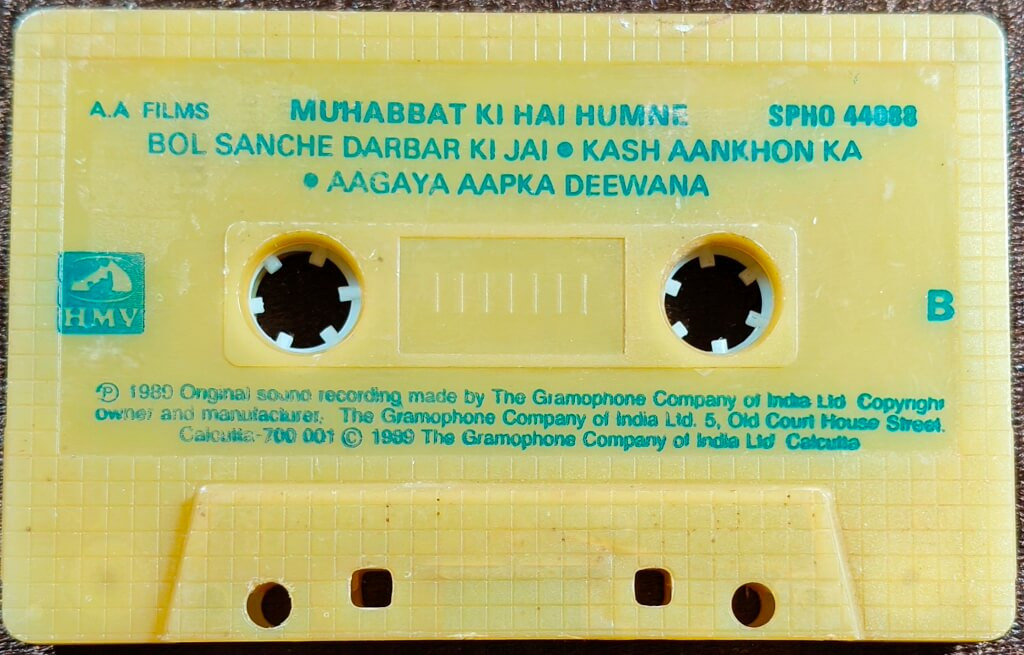 A.A FILMS MUHABBAT KI HAI HUMNE SPHO 44088
BOL SANCHE DARBAR KI JAI • KASH AANKHON KA
• AAGAYA AAPKA DEEWANA
HMV
B
℗ 1989 Original sound recording made by The Gramophone Company of India Ltd Copyright
owner and manufacturer. The Gramophone Company of India Ltd. 5, Old Court House Street.
Calcutta-700 001 © 1989 The Gramophone Company of India Ltd Calcutta